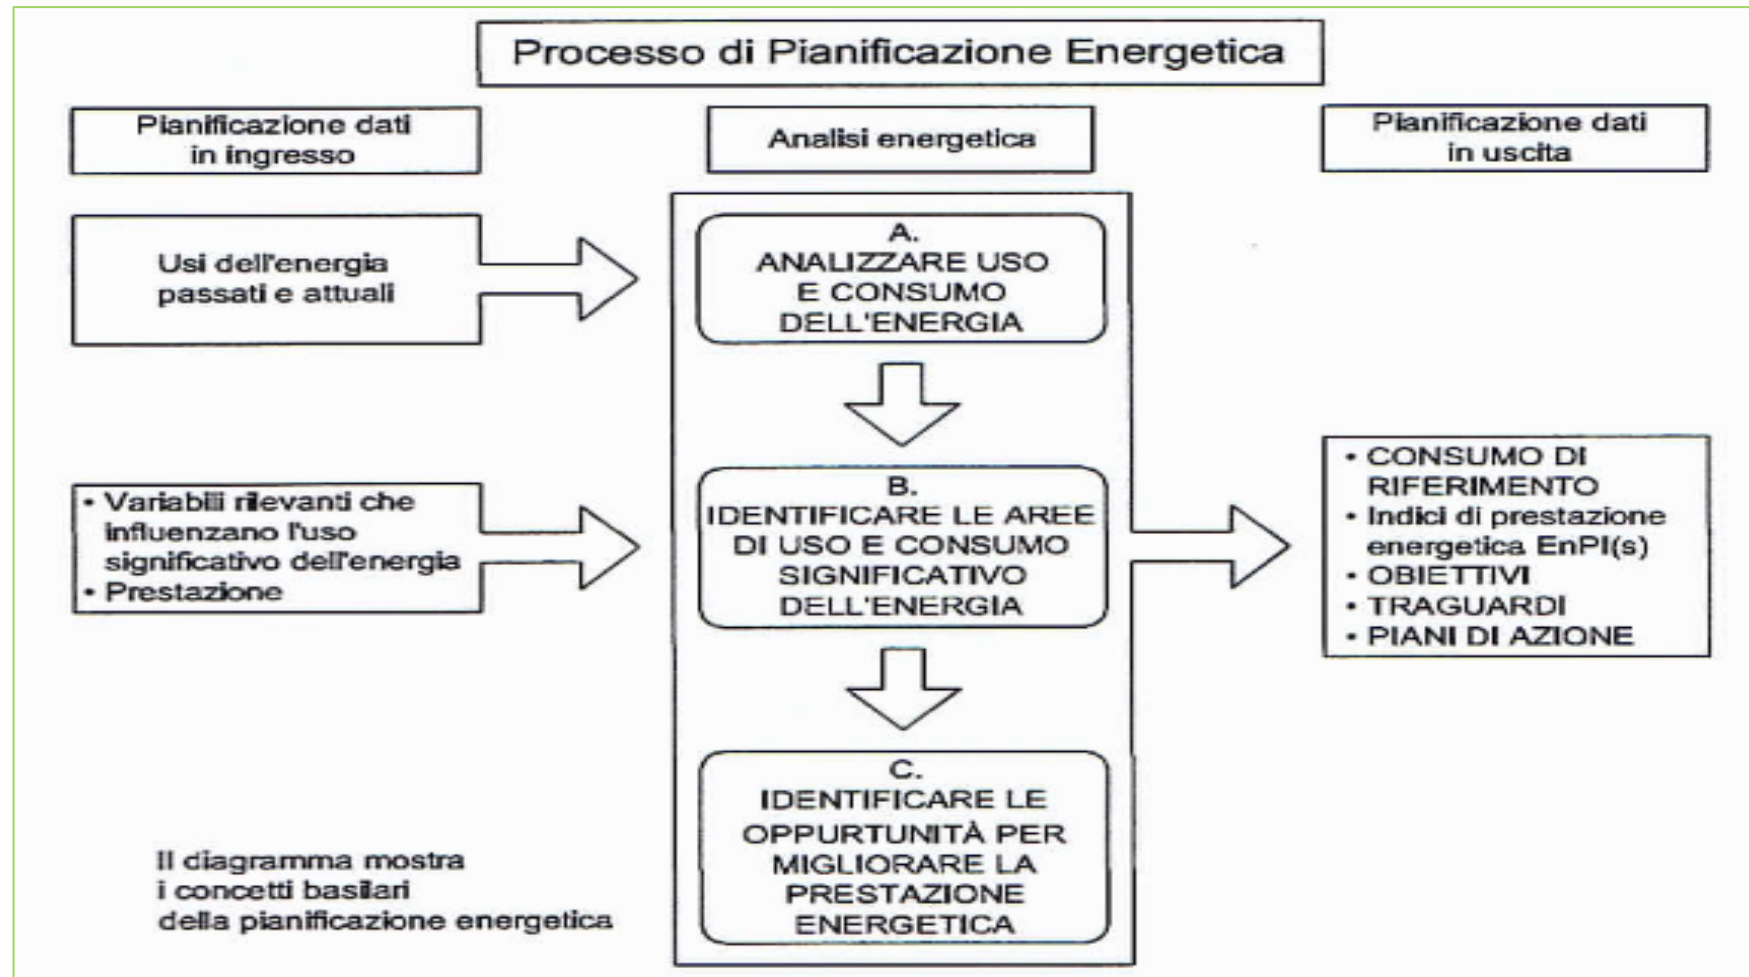 Processo di Pianificazione Energetica
Pianificazione dati
in ingresso
Analisi energetica
Pianificazione dati
in uscita
Usi dell'energia
passati e attuali
A.
ANALIZZARE USO
E CONSUMO
DELL'ENERGIA
• Variabili rilevanti che
influenzano l'uso
significativo dell'energia
• Prestazione
B.
IDENTIFICARE LE AREE
DI USO E CONSUMO
SIGNIFICATIVO
DELL'ENERGIA
• CONSUMO DI
RIFERIMENTO
• Indici di prestazione
energetica EnPI(s)
• OBIETTIVI
• TRAGUARDI
• PIANI DI AZIONE
C.
IDENTIFICARE LE
OPPURTUNITÀ PER
MIGLIORARE LA
PRESTAZIONE
ENERGETICA
Il diagramma mostra
i concetti basilari
della pianificazione energetica